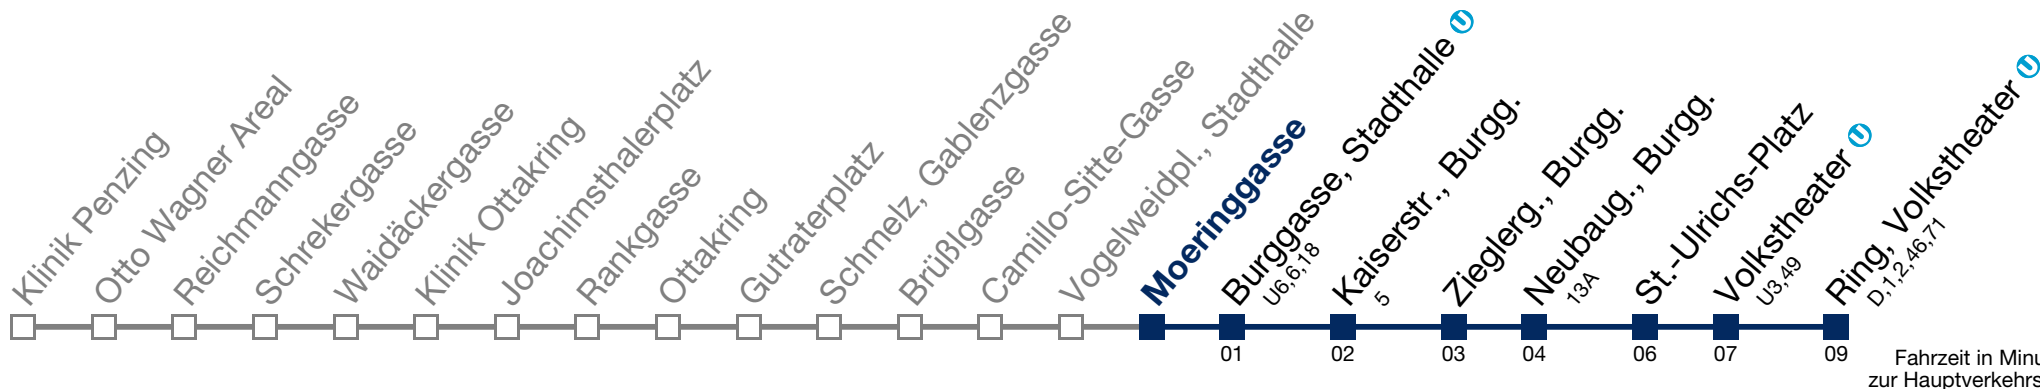 Klinik Penzing
Otto Wagner Areal
Reichmanngasse
Schrekergasse
Waidäckergasse
Klinik Ottakring
Joachimsthalerplatz
Rankgasse
Ottakring
Gutraterplatz
Schmelz, Gablenzgasse
Brüßlgasse
Camillo-Sitte-Gasse
Vogelweidpl., Stadthalle
Moeringgasse
Burggasse, Stadthalle U
U6,6,18
Kaiserstr., Burgg.
5
Zieglerg., Burgg.
Neubaug., Burgg.
13A
St.-Ulrichs-Platz
Volkstheater U
U3,49
Ring, Volkstheater U
D,1,2,46,71
01 02 03 04 06 07 09
Fahrzeit in Minu
zur Hauptverkehrs